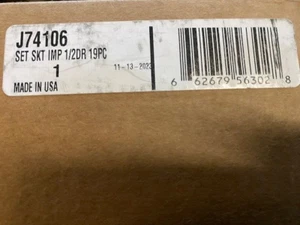 J74106
SET SKT IMP 1/2DR 19PC
1
11-13-2023
MADE IN USA
6 62679 56302 8